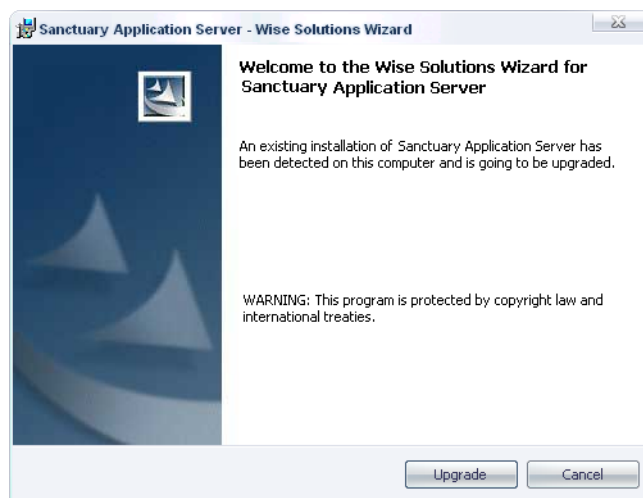 Sanctuary Application Server - Wise Solutions Wizard
Welcome to the Wise Solutions Wizard for
Sanctuary Application Server
An existing installation of Sanctuary Application Server has
been detected on this computer and is going to be upgraded.
WARNING: This program is protected by copyright law and
international treaties.
Upgrade
Cancel